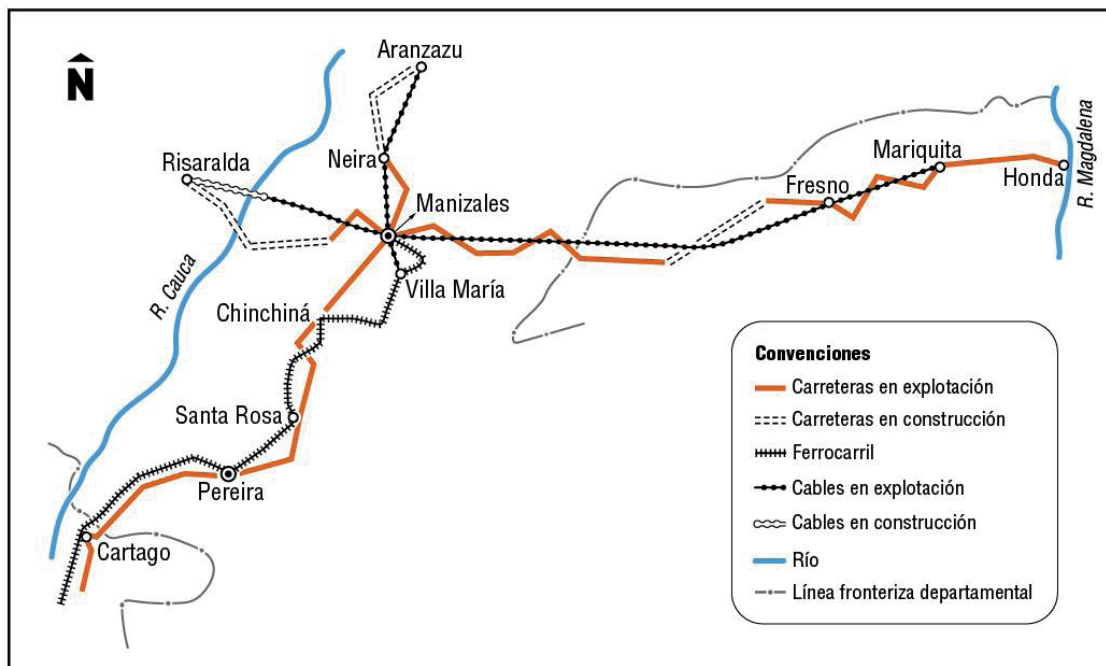 N
Aranzazu
Neira
Risaralda
Manizales
Mariquita
Fresno
Honda
R. Magdalena
R. Cauca
Villa María
Chinchiná
Santa Rosa
Pereira
Cartago
Convenciones
Carreteras en explotación
Carreteras en construcción
Ferrocarril
Cables en explotación
Cables en construcción
Río
Línea fronteriza departamental